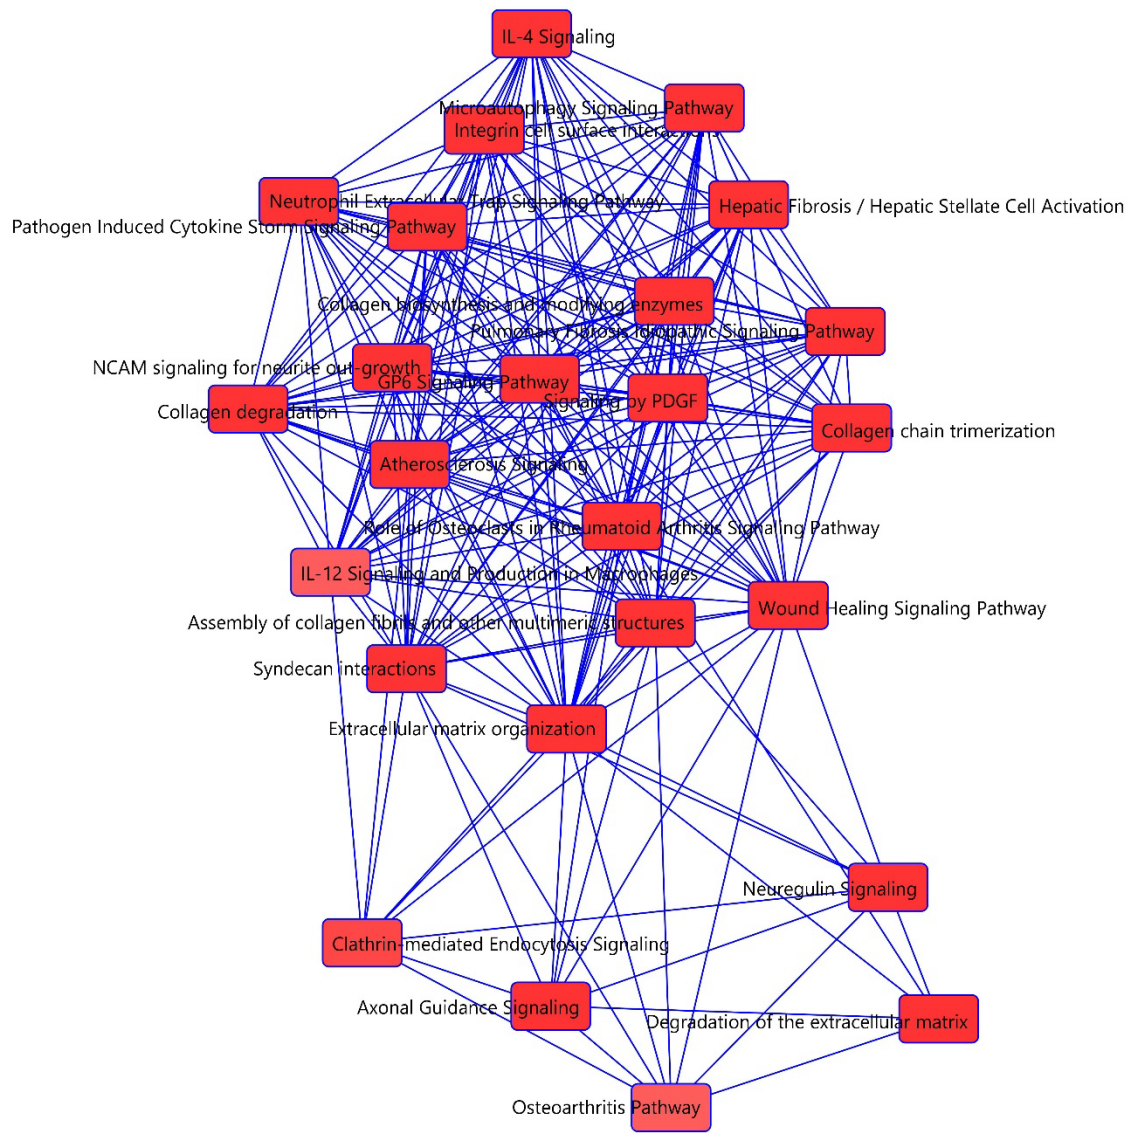 IL-4 Signaling
Microautophagy Signaling Pathway
Integrin cell surface interactions
Neutrophil Extracellular Trap Signaling Pathway
Hepatic Fibrosis / Hepatic Stellate Cell Activation
Pathogen Induced Cytokine Storm Signaling Pathway
Collagen biosynthesis and modifying enzymes
Pulmonary Fibrosis Idiopathic Signaling Pathway
NCAM signaling for neurite out-growth
GP6 Signaling Pathway
Signaling by PDGF
Collagen degradation
Collagen chain trimerization
Atherosclerosis Signaling
Role of Osteoclasts in Rheumatoid Arthritis Signaling Pathway
IL-12 Signaling and Production in Macrophages
Wound Healing Signaling Pathway
Assembly of collagen fibrils and other multimeric structures
Syndecan interactions
Extracellular matrix organization
Neuregulin Signaling
Clathrin-mediated Endocytosis Signaling
Axonal Guidance Signaling
Degradation of the extracellular matrix
Osteoarthritis Pathway